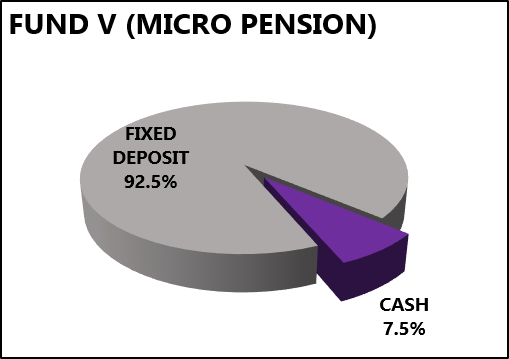 FUND V (MICRO PENSION)
FIXED
DEPOSIT
92.5%
CASH
7.5%